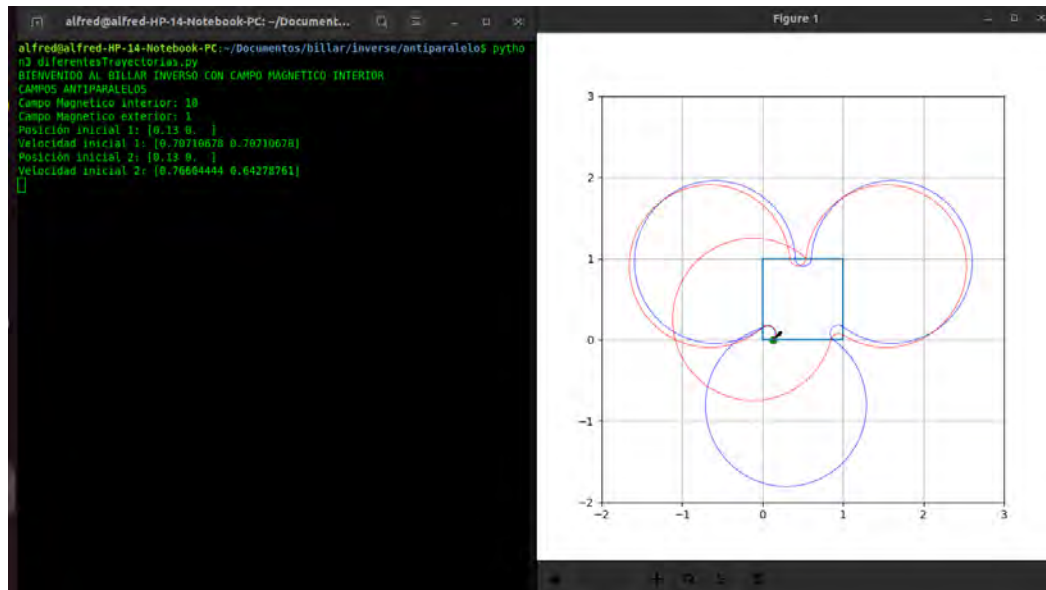 alfred@alfred-HP-14-Notebook-PC: ~/Document...
alfred@alfred-HP-14-Notebook-PC:~/Documentos/billar/inverse/antiparalelo$ pytho
n3 diferentesTrayectorias.py
BIENVENIDO AL BILLAR INVERSO CON CAMPO MAGNETICO INTERIOR
CAMPOS ANTIPARALELOS
Campo Magnetico interior: 10
Campo Magnetico exterior: 1
Posición inicial 1: [0.13 0.  ]
Velocidad inicial 1: [0.70710678 0.70710678]
Posición inicial 2: [0.13 0.  ]
Velocidad inicial 2: [0.76604444 0.64278761]
Figure 1
3
2
1
0
−1
−2
−2 −1 0 1 2 3